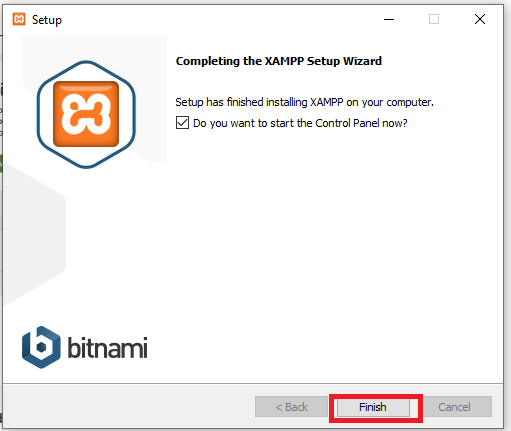 Setup
Completing the XAMPP Setup Wizard
Setup has finished installing XAMPP on your computer.
Do you want to start the Control Panel now?
bitnami
< Back
Finish
Cancel